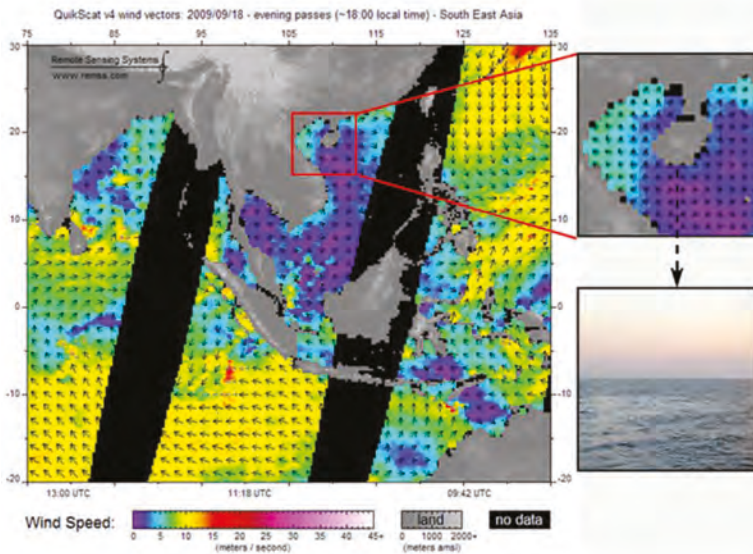 QuikScat v4 wind vectors: 2009/09/18 - evening passes (~18:00 local time) - South East Asia
75 85 95 105 115 125 135
30 30
Remote Sensing Systems
www.remss.com
20 20
10 10
0 0
-10 -10
-20 -20
13:00 UTC 11:18 UTC 09:42 UTC
Wind Speed: land no data
0 5 10 15 20 25 30 35 40 45+ 0 1000 2000+
(meters / second) (meters amsl)